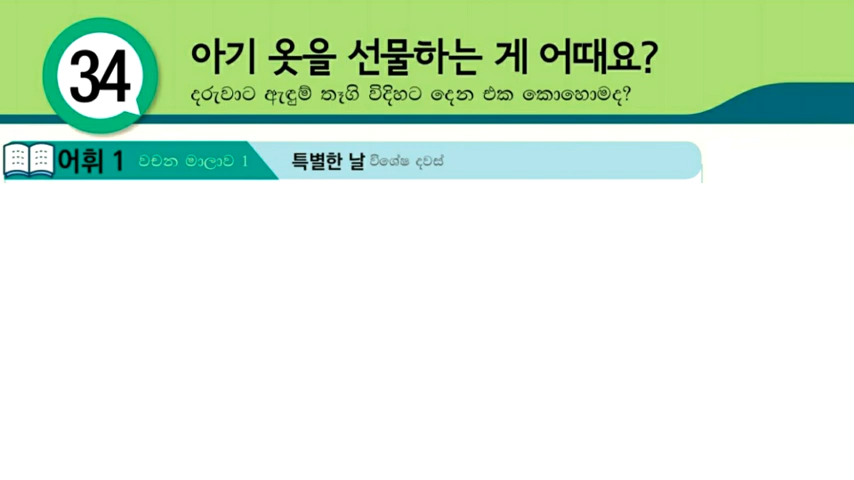 34
아기 옷을 선물하는 게 어때요?
දරුවාට ඇඳුම් තෑගි විදිහට දෙන එක කොහොමද?
어휘 1 වචන මාලාව 1 특별한 날 විශේෂ දවස්